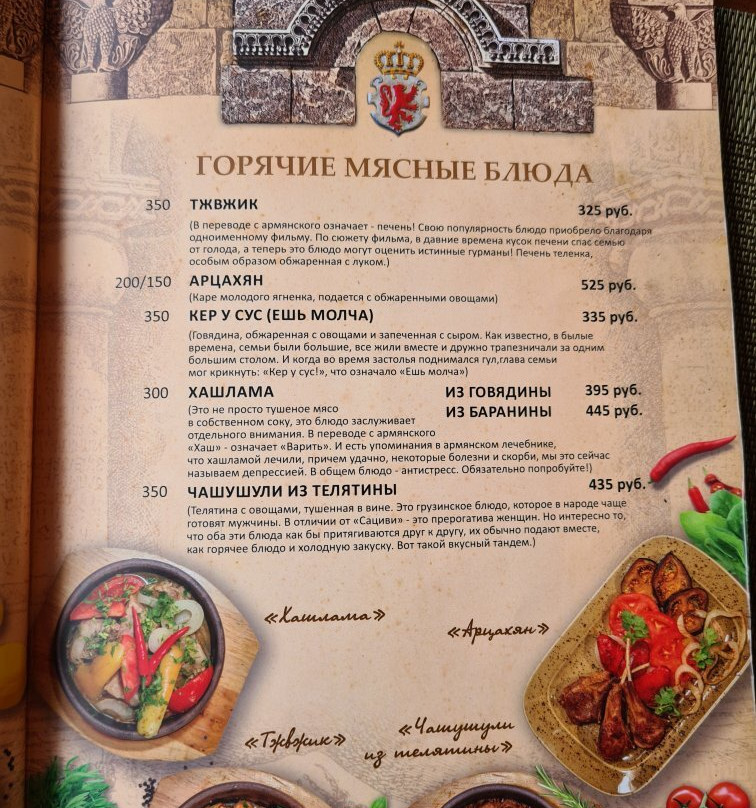 ГОРЯЧИЕ МЯСНЫЕ БЛЮДА
350 ТЖВЖИК 325 руб.
(В переводе с армянского означает - печень! Свою популярность блюдо приобрело благодаря
одноименному фильму. По сюжету фильма, в давние времена кусок печени спас семью
от голода, а теперь это блюдо могут оценить истинные гурманы! Печень теленка,
особым образом обжаренная с луком.)
200/150 АРЦАХЯН 525 руб.
(Каре молодого ягненка, подается с обжаренными овощами)
350 КЕР У СУС (ЕШЬ МОЛЧА) 335 руб.
(Говядина, обжаренная с овощами и запеченная с сыром. Как известно, в былые
времена, семьи были большие, все жили вместе и дружно трапезничали за одним
большим столом. И когда во время застолья поднимался гул,глава семьи
мог крикнуть: «Кер у сус!», что означало «Ешь молча»)
300 ХАШЛАМА ИЗ ГОВЯДИНЫ 395 руб.
ИЗ БАРАНИНЫ 445 руб.
(Это не просто тушеное мясо
в собственном соку, это блюдо заслуживает
отдельного внимания. В переводе с армянского
«Хаш» - означает «Варить». И есть упоминания в армянском лечебнике,
что хашламой лечили, причем удачно, некоторые болезни и скорби, мы это сейчас
называем депрессией. В общем блюдо - антистресс. Обязательно попробуйте!)
350 ЧАШУШУЛИ ИЗ ТЕЛЯТИНЫ 435 руб.
(Телятина с овощами, тушенная в вине. Это грузинское блюдо, которое в народе чаще
готовят мужчины. В отличии от «Сациви» - это прерогатива женщин. Но интересно то,
что оба эти блюда как бы притягиваются друг к другу, их обычно подают вместе,
как горячее блюдо и холодную закуску. Вот такой вкусный тандем.)
«Хашлама»
«Арцахян»
«Тжвжик»
«Чашушули
из телятины»